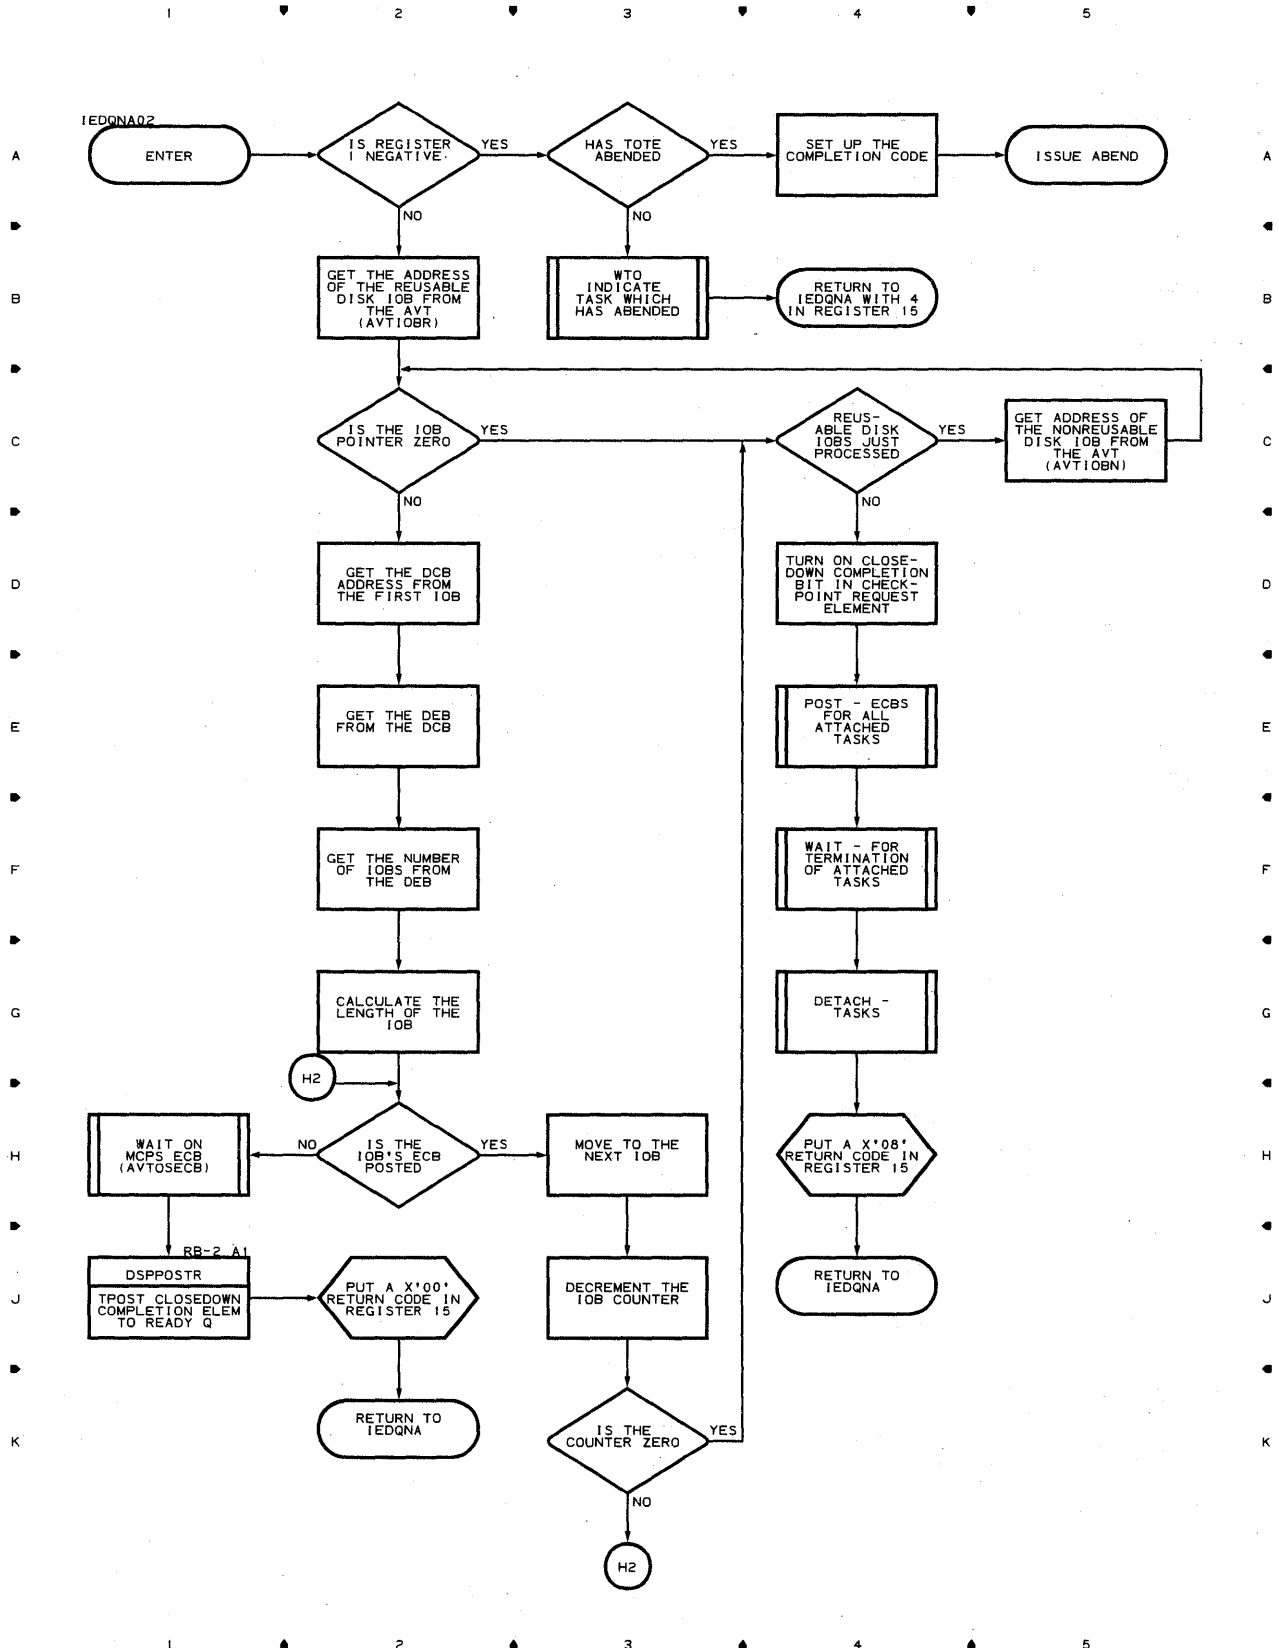 1 2 3 4 5
IEDQNA02
A
ENTER
IS REGISTER
1 NEGATIVE.
YES
NO
HAS TOTE
ABENDED
YES
NO
SET UP THE
COMPLETION CODE
ISSUE ABEND
A
B
GET THE ADDRESS
OF THE REUSABLE
DISK IOB FROM
THE AVT
(AVTIOBR)
WTO
INDICATE
TASK WHICH
HAS ABENDED
RETURN TO
IEDQNA WITH 4
IN REGISTER 15
B
C
IS THE IOB
POINTER ZERO
YES
NO
REUS-
ABLE DISK
IOBS JUST
PROCESSED
YES
NO
GET ADDRESS OF
THE NONREUSABLE
DISK IOB FROM
THE AVT
(AVTIOBN)
C
D
GET THE DCB
ADDRESS FROM
THE FIRST IOB
TURN ON CLOSE-
DOWN COMPLETION
BIT IN CHECK-
POINT REQUEST
ELEMENT
D
E
GET THE DEB
FROM THE DCB
POST - ECBS
FOR ALL
ATTACHED
TASKS
E
F
GET THE NUMBER
OF IOBS FROM
THE DEB
WAIT - FOR
TERMINATION
OF ATTACHED
TASKS
F
G
CALCULATE THE
LENGTH OF THE
IOB
DETACH -
TASKS
G
H2
H
WAIT ON
MCPS ECB
(AVTOSECB)
NO
IS THE
IOB'S ECB
POSTED
YES
MOVE TO THE
NEXT IOB
PUT A X'08'
RETURN CODE IN
REGISTER 15
H
J
RB-2 A1
DSPPOSTR
TPOST CLOSEDOWN
COMPLETION ELEM
TO READY Q
PUT A X'00'
RETURN CODE IN
REGISTER 15
DECREMENT THE
IOB COUNTER
RETURN TO
IEDQNA
J
K
RETURN TO
IEDQNA
IS THE
COUNTER ZERO
YES
NO
K
H2
1 2 3 4 5